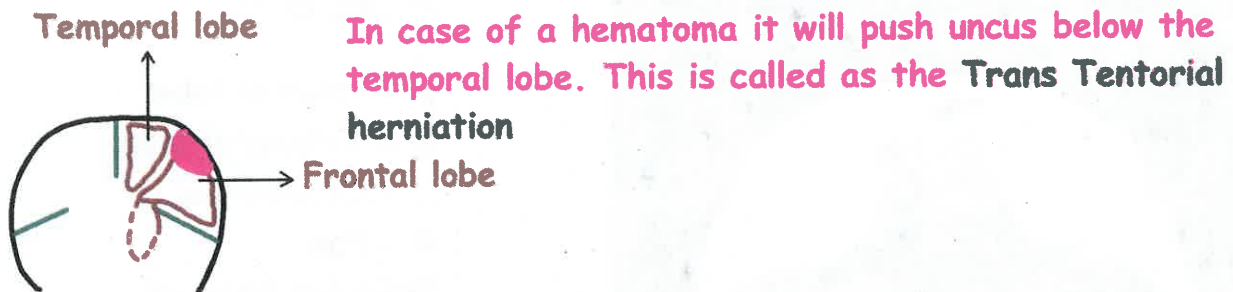 Temporal lobe
In case of a hematoma it will push uncus below the
temporal lobe. This is called as the Trans Tentorial
herniation
Frontal lobe